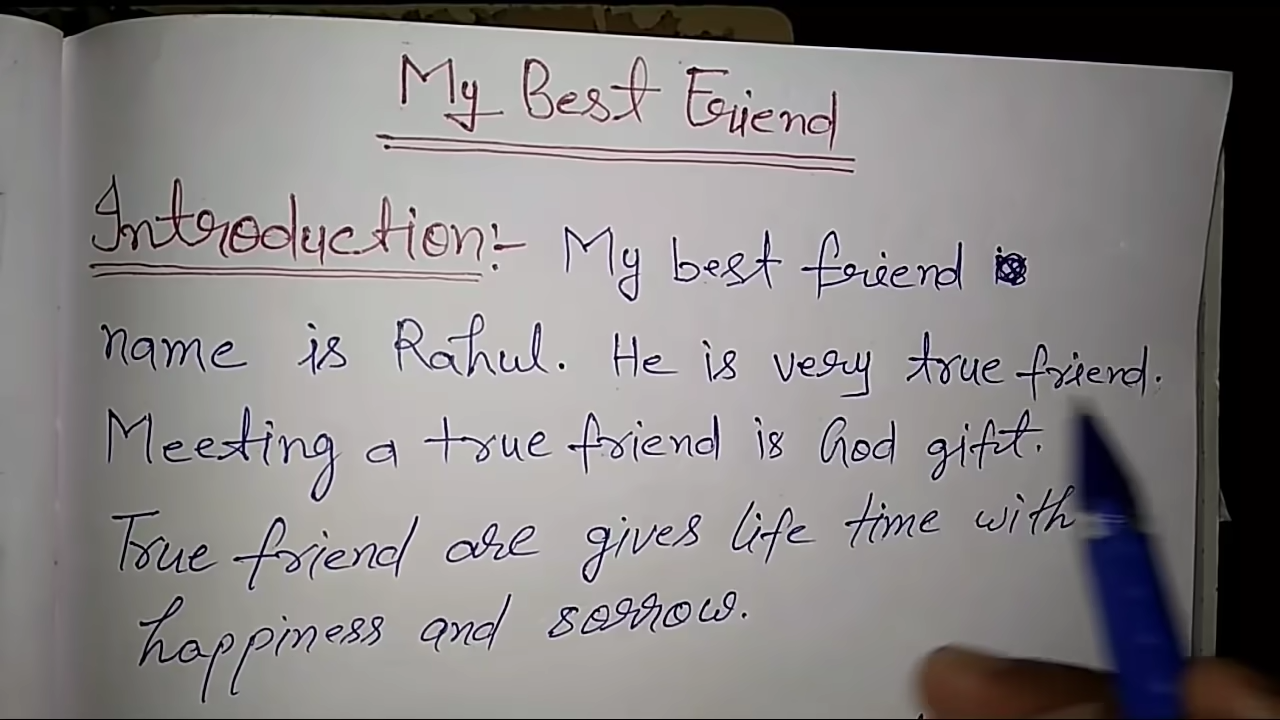 My Best Friend
Introduction:- My best friend
name is Rahul. He is very true friend.
Meeting a true friend is God gift.
True friend are gives life time with
happiness and sorrow.